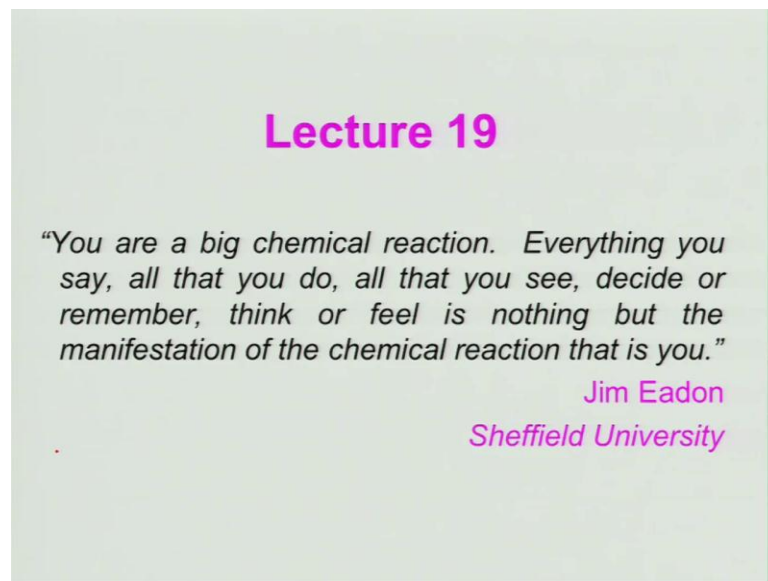 Lecture 19
“You are a big chemical reaction. Everything you
say, all that you do, all that you see, decide or
remember, think or feel is nothing but the
manifestation of the chemical reaction that is you.”
Jim Eadon
Sheffield University